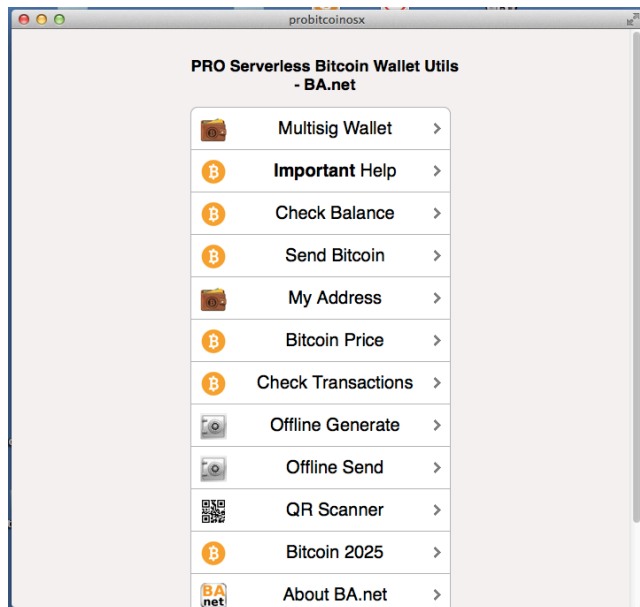 probitcoinosx
PRO Serverless Bitcoin Wallet Utils
- BA.net
Multisig Wallet
Important Help
Check Balance
Send Bitcoin
My Address
Bitcoin Price
Check Transactions
Offline Generate
Offline Send
QR Scanner
Bitcoin 2025
BA
net
About BA.net